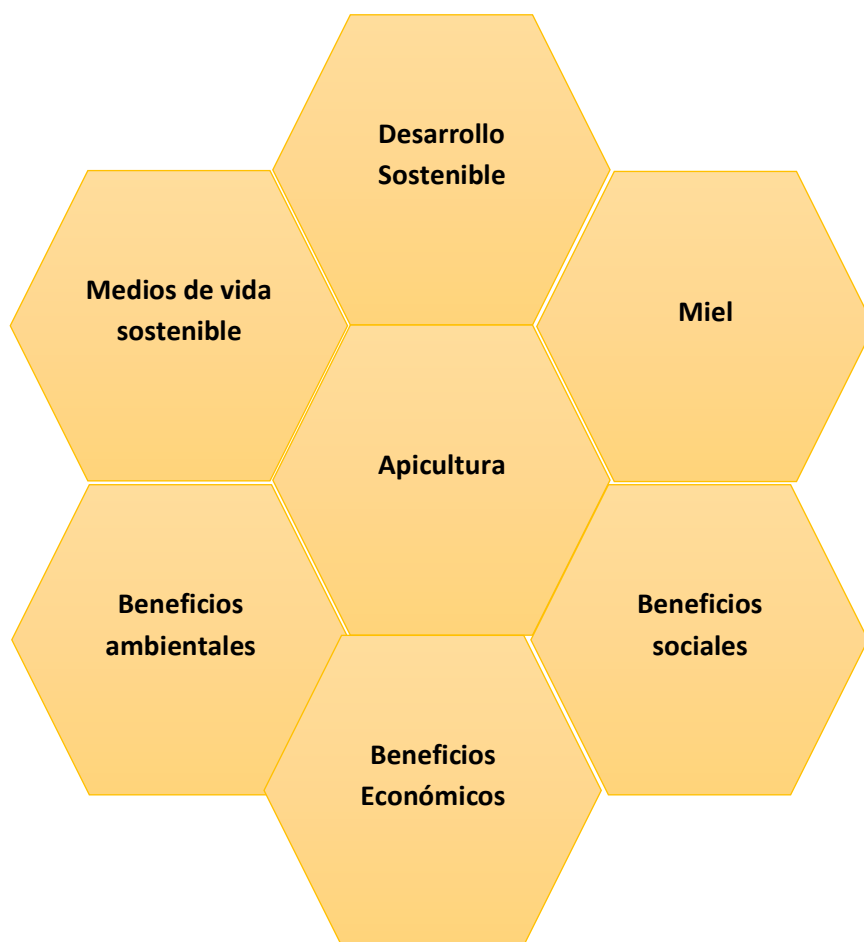 Desarrollo
Sostenible
Medios de vida
sostenible
Miel
Apicultura
Beneficios
ambientales
Beneficios
sociales
Beneficios
Económicos